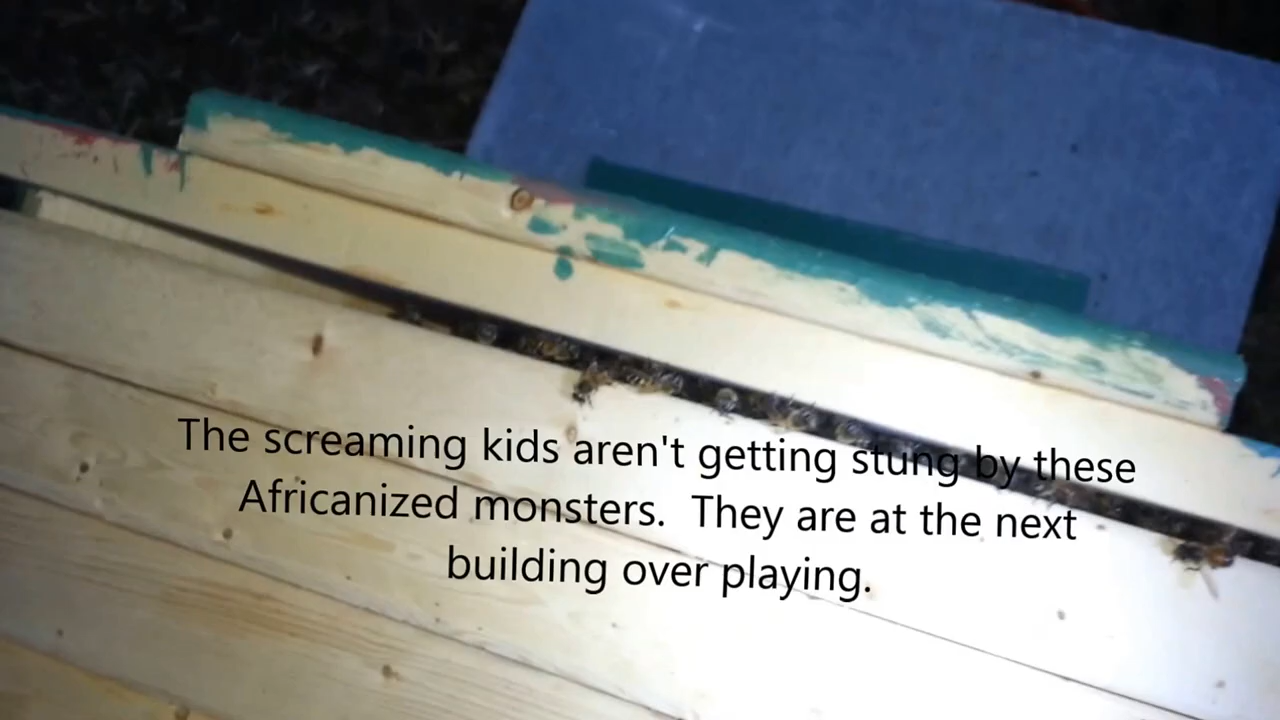 The screaming kids aren't getting stung by these
Africanized monsters.  They are at the next
building over playing.